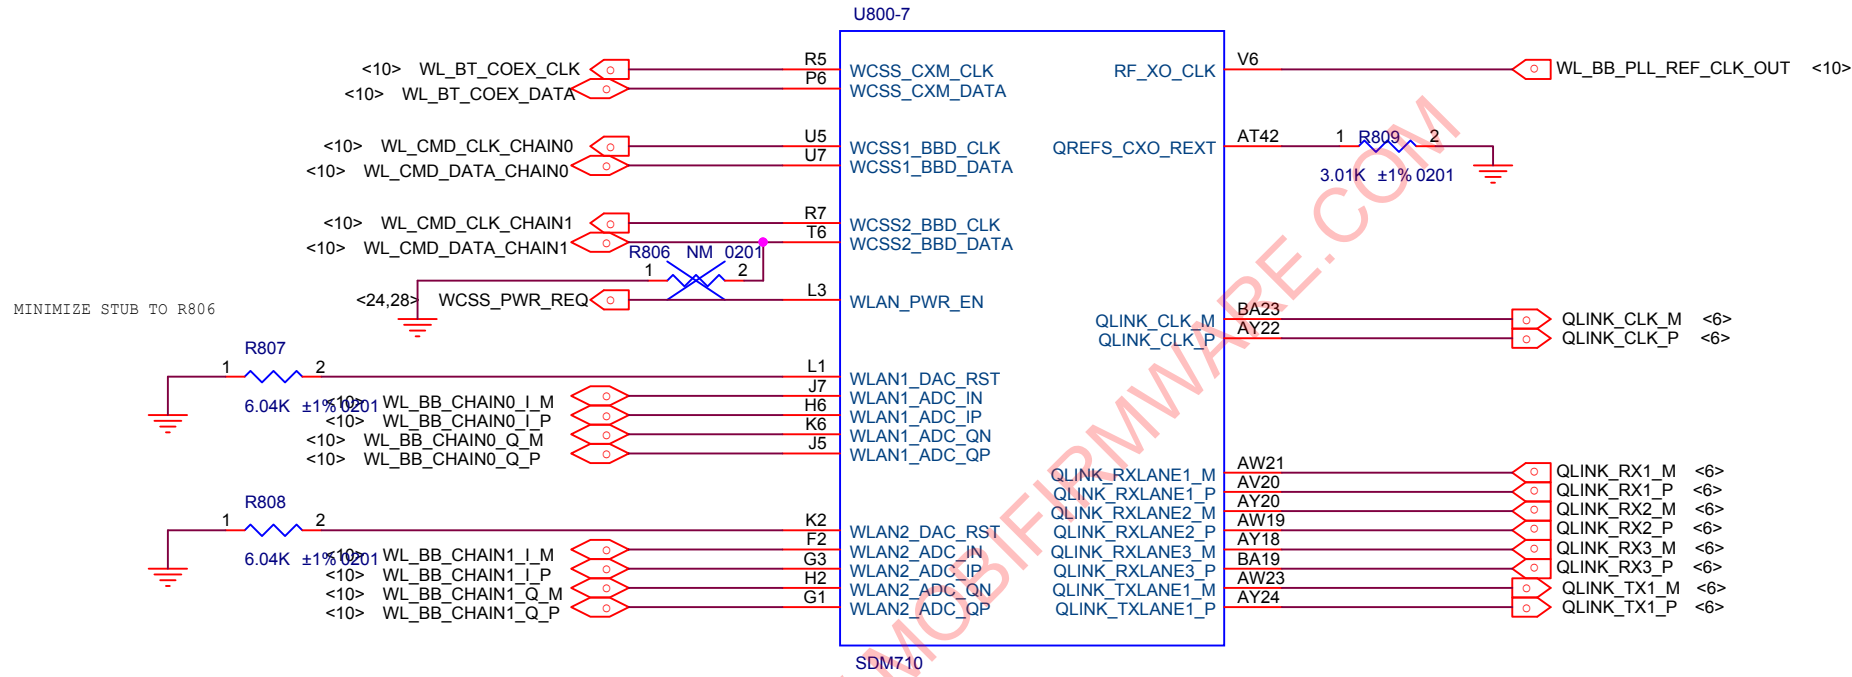 U800-7
<10> WL_BT_COEX_CLK R5 WCSS_CXM_CLK RF_XO_CLK V6 WL_BB_PLL_REF_CLK_OUT <10>
<10> WL_BT_COEX_DATA P6 WCSS_CXM_DATA
<10> WL_CMD_CLK_CHAIN0 U5 WCSS1_BBD_CLK QREFS_CXO_REXT AT42 1 R809 2
<10> WL_CMD_DATA_CHAIN0 U7 WCSS1_BBD_DATA 3.01K ±1% 0201
<10> WL_CMD_CLK_CHAIN1 R7 WCSS2_BBD_CLK
<10> WL_CMD_DATA_CHAIN1 T6 WCSS2_BBD_DATA
R806 NM 0201
1 2
<24,28> WCSS_PWR_REQ L3 WLAN_PWR_EN
MINIMIZE STUB TO R806
QLINK_CLK_M BA23 QLINK_CLK_M <6>
QLINK_CLK_P AY22 QLINK_CLK_P <6>
R807
1 2 L1 WLAN1_DAC_RST
6.04K ±1% 0201
<10> WL_BB_CHAIN0_I_M J7 WLAN1_ADC_IN
<10> WL_BB_CHAIN0_I_P H6 WLAN1_ADC_IP
<10> WL_BB_CHAIN0_Q_M K6 WLAN1_ADC_QN
<10> WL_BB_CHAIN0_Q_P J5 WLAN1_ADC_QP
QLINK_RXLANE1_M AW21 QLINK_RX1_M <6>
QLINK_RXLANE1_P AV20 QLINK_RX1_P <6>
QLINK_RXLANE2_M AY20 QLINK_RX2_M <6>
R808
1 2 K2 WLAN2_DAC_RST QLINK_RXLANE2_P AW19 QLINK_RX2_P <6>
6.04K ±1% 0201
<10> WL_BB_CHAIN1_I_M F2 WLAN2_ADC_IN QLINK_RXLANE3_M AY18 QLINK_RX3_M <6>
<10> WL_BB_CHAIN1_I_P G3 WLAN2_ADC_IP QLINK_RXLANE3_P BA19 QLINK_RX3_P <6>
<10> WL_BB_CHAIN1_Q_M H2 WLAN2_ADC_QN QLINK_TXLANE1_M AW23 QLINK_TX1_M <6>
<10> WL_BB_CHAIN1_Q_P G1 WLAN2_ADC_QP QLINK_TXLANE1_P AY24 QLINK_TX1_P <6>
SDM710
MOBIFIRMWARE.COM